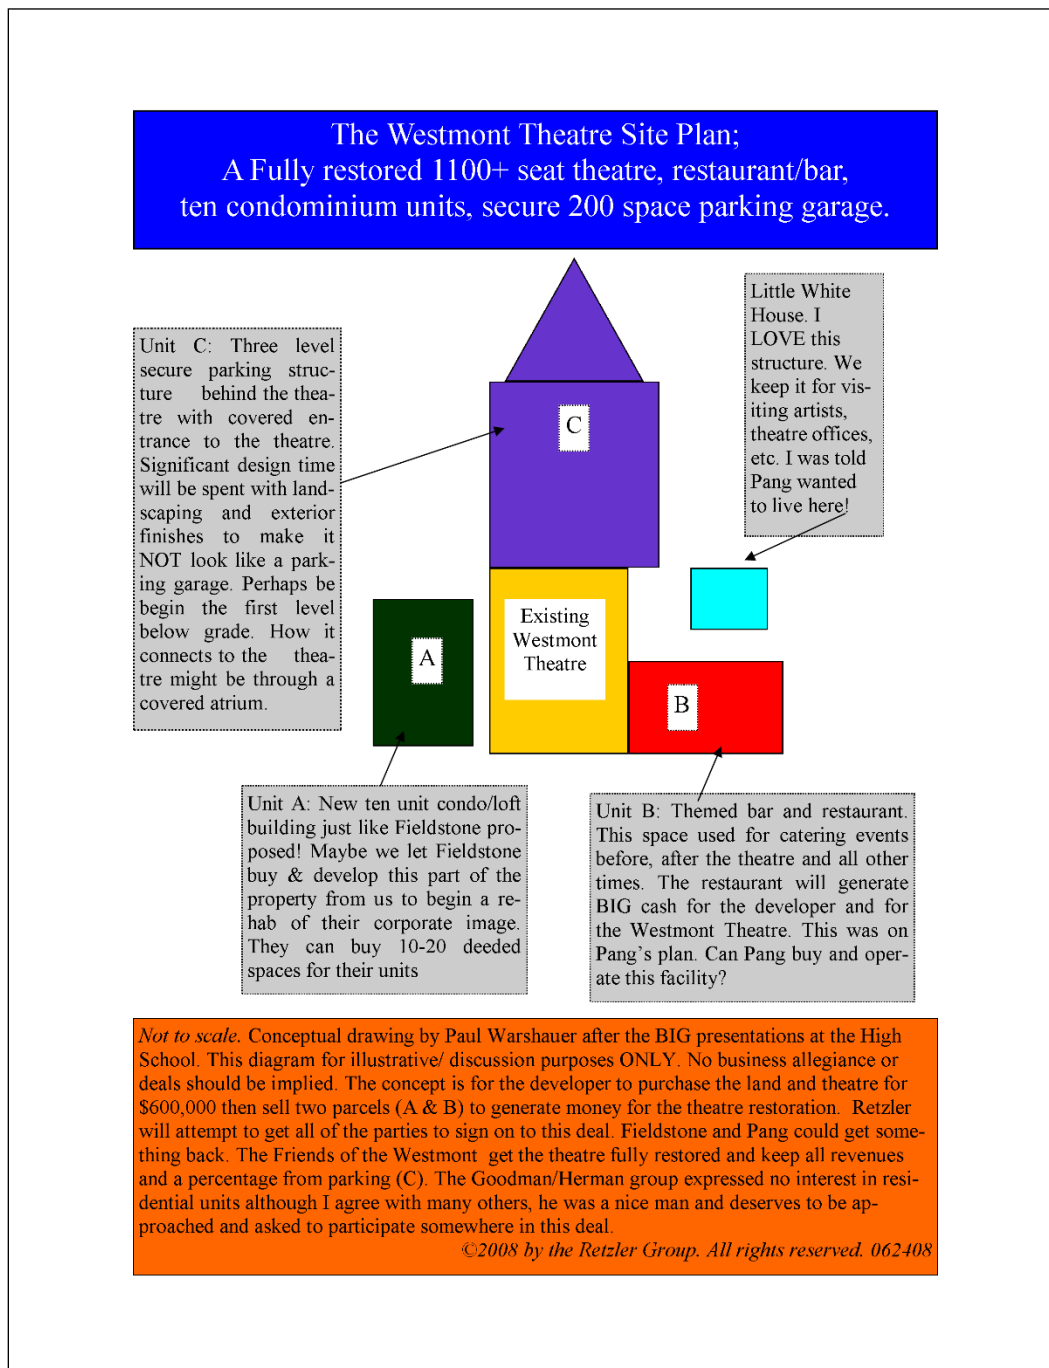 The Westmont Theatre Site Plan;
A Fully restored 1100+ seat theatre, restaurant/bar,
ten condominium units, secure 200 space parking garage.
Unit C: Three level
secure parking struc-
ture behind the thea-
tre with covered en-
trance to the theatre.
Significant design time
will be spent with land-
scaping and exterior
finishes to make it
NOT look like a park-
ing garage. Perhaps be
begin the first level
below grade. How it
connects to the thea-
tre might be through a
covered atrium.
C
Little White
House. I
LOVE this
structure. We
keep it for vis-
iting artists,
theatre offices,
etc. I was told
Pang wanted
to live here!
A
Existing
Westmont
Theatre
B
Unit A: New ten unit condo/loft
building just like Fieldstone pro-
posed! Maybe we let Fieldstone
buy & develop this part of the
property from us to begin a re-
hab of their corporate image.
They can buy 10-20 deeded
spaces for their units
Unit B: Themed bar and restaurant.
This space used for catering events
before, after the theatre and all other
times. The restaurant will generate
BIG cash for the developer and for
the Westmont Theatre. This was on
Pang's plan. Can Pang buy and oper-
ate this facility?
Not to scale. Conceptual drawing by Paul Warshauer after the BIG presentations at the High
School. This diagram for illustrative/ discussion purposes ONLY. No business allegiance or
deals should be implied. The concept is for the developer to purchase the land and theatre for
$600,000 then sell two parcels (A & B) to generate money for the theatre restoration. Retzler
will attempt to get all of the parties to sign on to this deal. Fieldstone and Pang could get some-
thing back. The Friends of the Westmont get the theatre fully restored and keep all revenues
and a percentage from parking (C). The Goodman/Herman group expressed no interest in resi-
dential units although I agree with many others, he was a nice man and deserves to be ap-
proached and asked to participate somewhere in this deal.
©2008 by the Retzler Group. All rights reserved. 062408